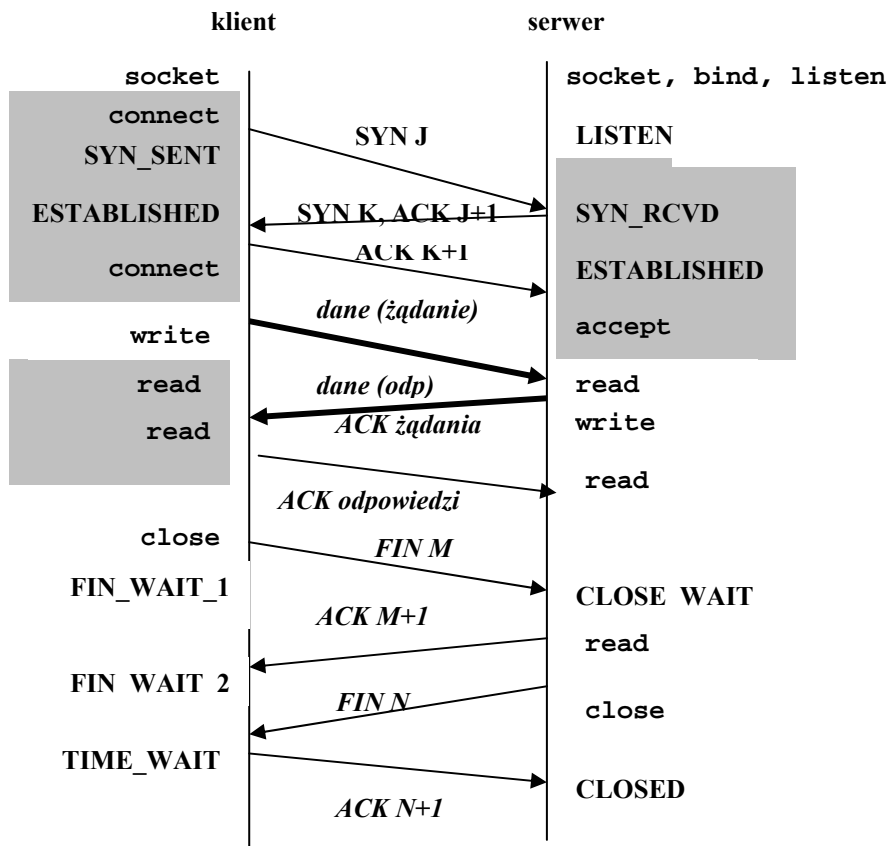 klient serwer
socket socket, bind, listen
connect
SYN J LISTEN
SYN_SENT
ESTABLISHED SYN K, ACK J+1 SYN_RCVD
ACK K+1
connect ESTABLISHED
dane (żądanie)
accept
write
read dane (odp) read
read ACK żądania write
read
ACK odpowiedzi
close FIN M
FIN_WAIT_1 CLOSE WAIT
ACK M+1
read
FIN WAIT 2
FIN N close
TIME_WAIT
CLOSED
ACK N+1